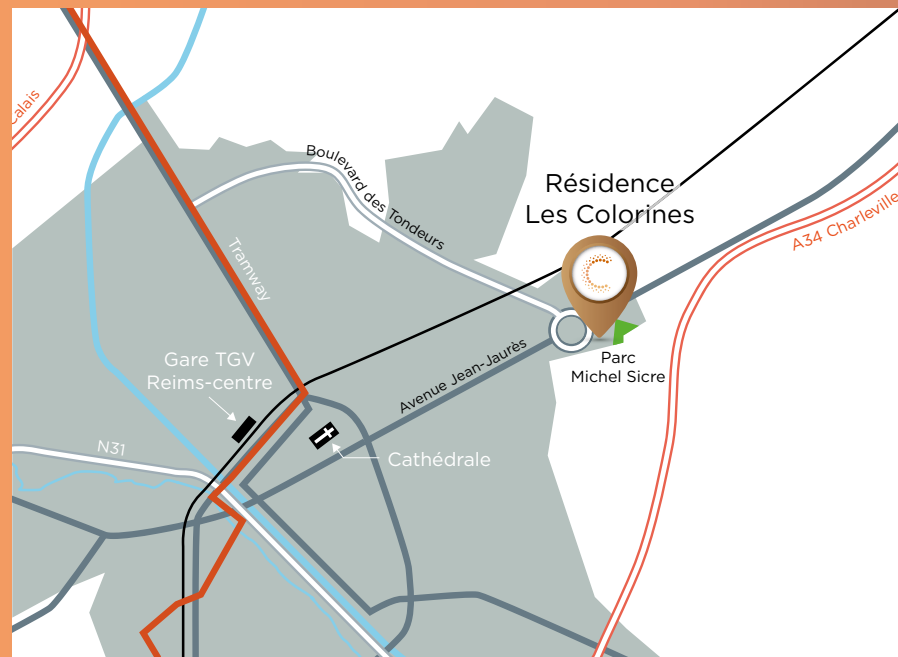 Calais
Boulevard des Tondeurs
Résidence
Les Colorines
A34 Charleville
Tramway
Gare TGV
Reims-centre
Avenue Jean-Jaurès
Parc
Michel Sicre
N31
Cathédrale